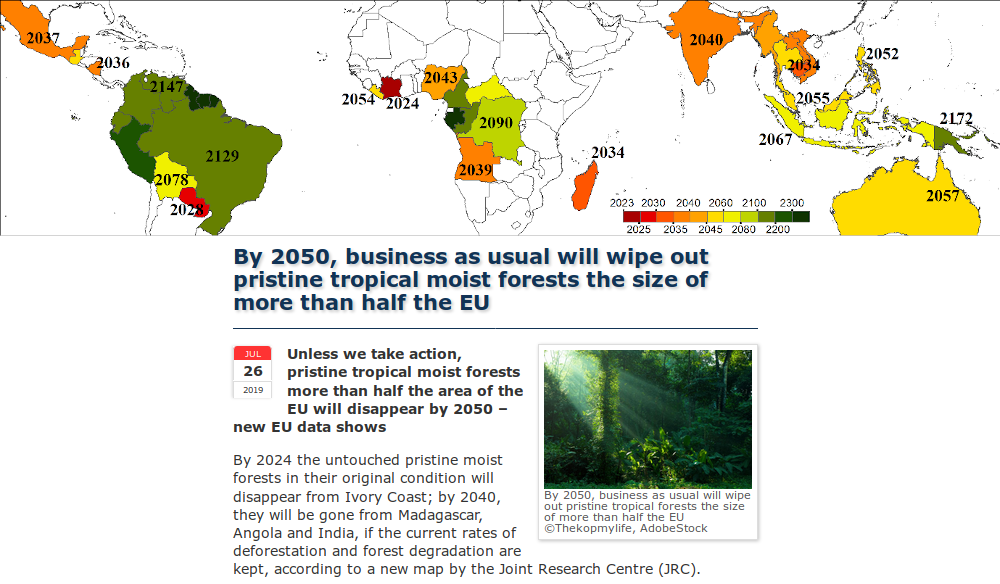 2037
2036
2147
2129
2078
2028
2054
2024
2043
2090
2039
2034
2040
2034
2052
2055
2067
2172
2057
2023 2030 2040 2060 2100 2300
2025 2035 2045 2080 2200
By 2050, business as usual will wipe out
pristine tropical moist forests the size of
more than half the EU
JUL
26
2019
Unless we take action,
pristine tropical moist forests
more than half the area of the
EU will disappear by 2050 –
new EU data shows
By 2024 the untouched pristine moist
forests in their original condition will
disappear from Ivory Coast; by 2040,
they will be gone from Madagascar,
Angola and India, if the current rates of
deforestation and forest degradation are
kept, according to a new map by the Joint Research Centre (JRC).
By 2050, business as usual will wipe
out pristine tropical forests the size
of more than half the EU
©Thekopmylife, AdobeStock